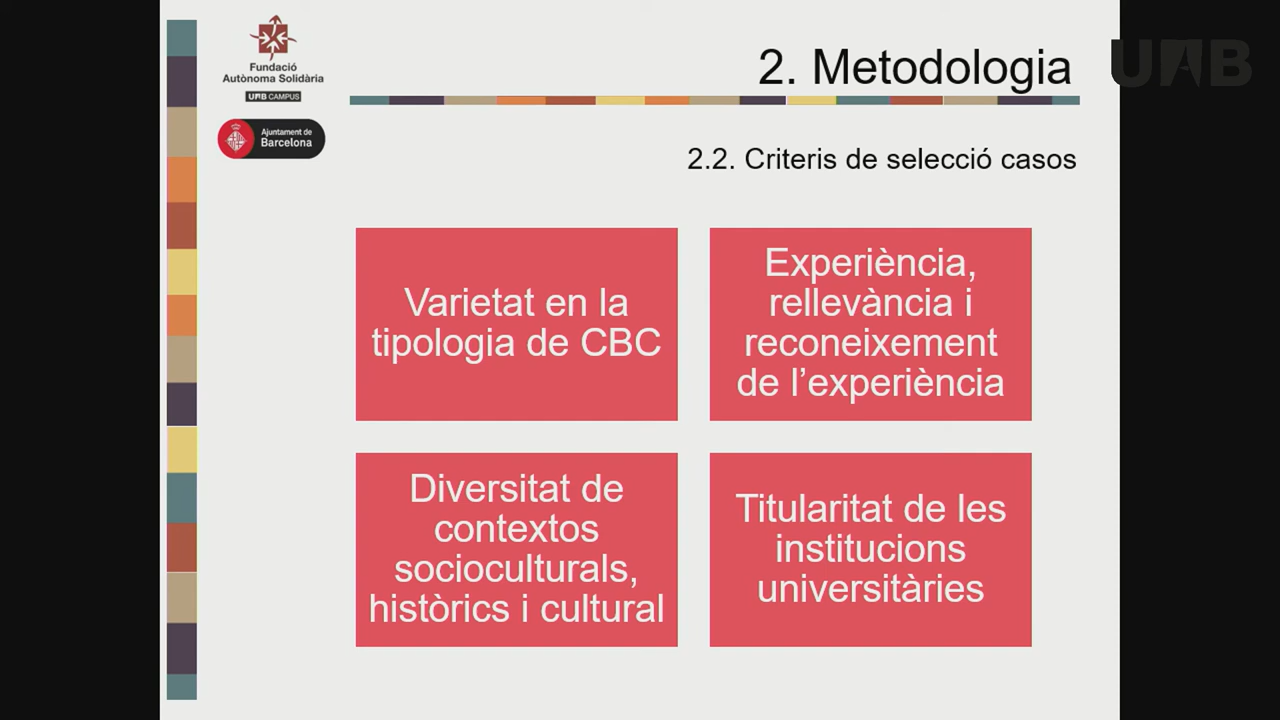 Fundació
Autònoma Solidària
UAB CAMPUS
Ajuntament de
Barcelona
2. Metodologia
UAB
2.2. Criteris de selecció casos
Varietat en la
tipologia de CBC
Experiència,
rellevància i
reconeixement
de l’experiència
Diversitat de
contextos
socioculturals,
històrics i cultural
Titularitat de les
institucions
universitàries